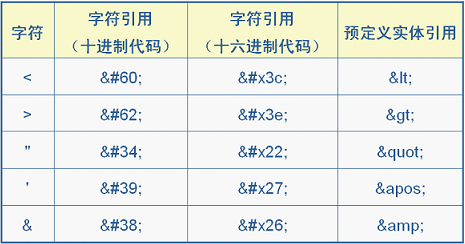 字符 字符引用 字符引用 预定义实体引用
（十进制代码） （十六进制代码）
< &#60; &#x3c; &lt;
> &#62; &#x3e; &gt;
" &#34; &#x22; &quot;
' &#39; &#x27; &apos;
& &#38; &#x26; &amp;